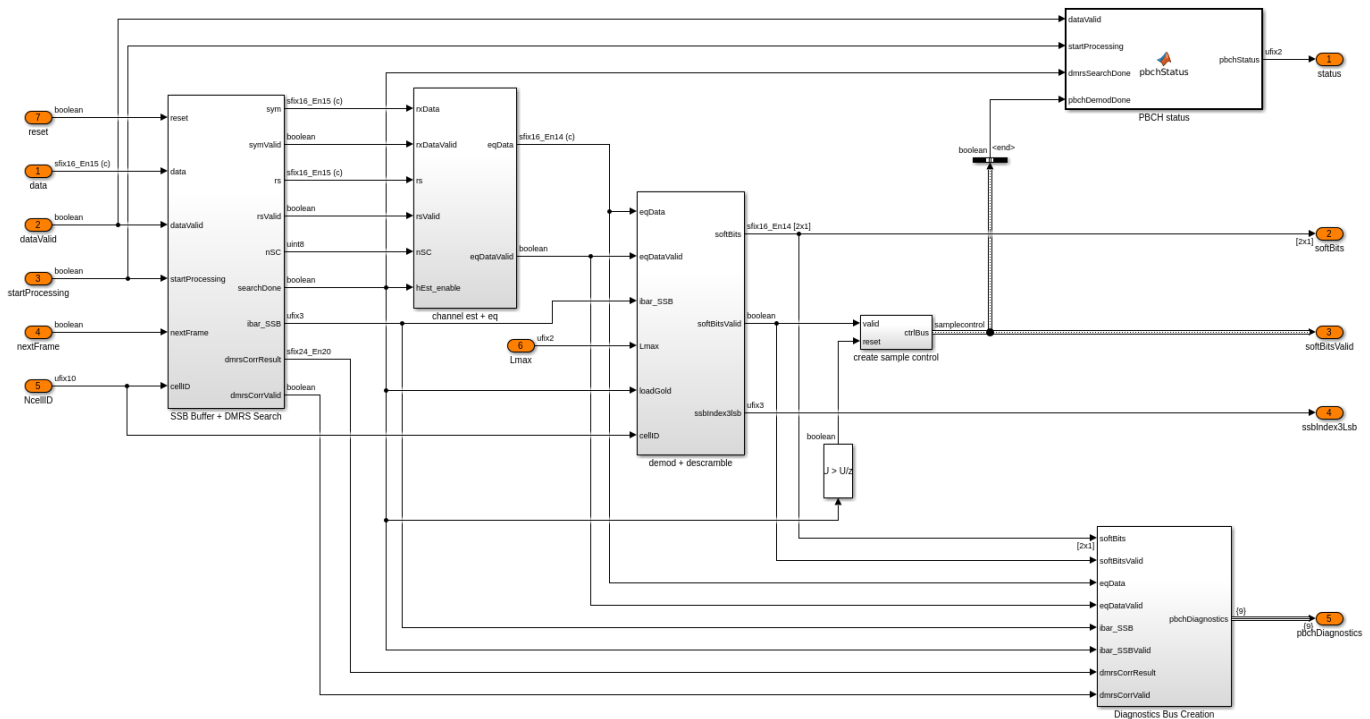 dataValid
startProcessing
dmrsSearchDone
pbchDemodDone
pbchStatus
pbchStatus
ufix2
1
status
PBCH status
boolean
<end>
7
reset
boolean
1
data
sfix16_En15 (c)
2
dataValid
boolean
3
startProcessing
boolean
4
nextFrame
boolean
5
NcellID
ufix10
reset
data
dataValid
startProcessing
nextFrame
cellID
sym
symValid
rs
rsValid
nSC
searchDone
ibar_SSB
dmrsCorrResult
dmrsCorrValid
SSB Buffer + DMRS Search
sfix16_En15 (c)
boolean
sfix16_En15 (c)
boolean
uint8
boolean
ufix3
sfix24_En20
boolean
rxData
rxDataValid
rs
rsValid
nSC
hEst_enable
eqData
eqDataValid
channel est + eq
sfix16_En14 (c)
boolean
6
Lmax
ufix2
eqData
eqDataValid
ibar_SSB
Lmax
loadGold
cellID
softBits
softBitsValid
ssbIndex3lsb
demod + descramble
sfix16_En14 [2x1]
boolean
ufix3
valid
reset
ctrlBus
create sample control
samplecontrol
boolean
U > U/z
[2x1]
2
softBits
3
softBitsValid
4
ssbIndex3Lsb
[2x1]
softBits
softBitsValid
eqData
eqDataValid
ibar_SSB
ibar_SSBValid
dmrsCorrResult
dmrsCorrValid
pbchDiagnostics
Diagnostics Bus Creation
{9}
{9}
5
pbchDiagnostics